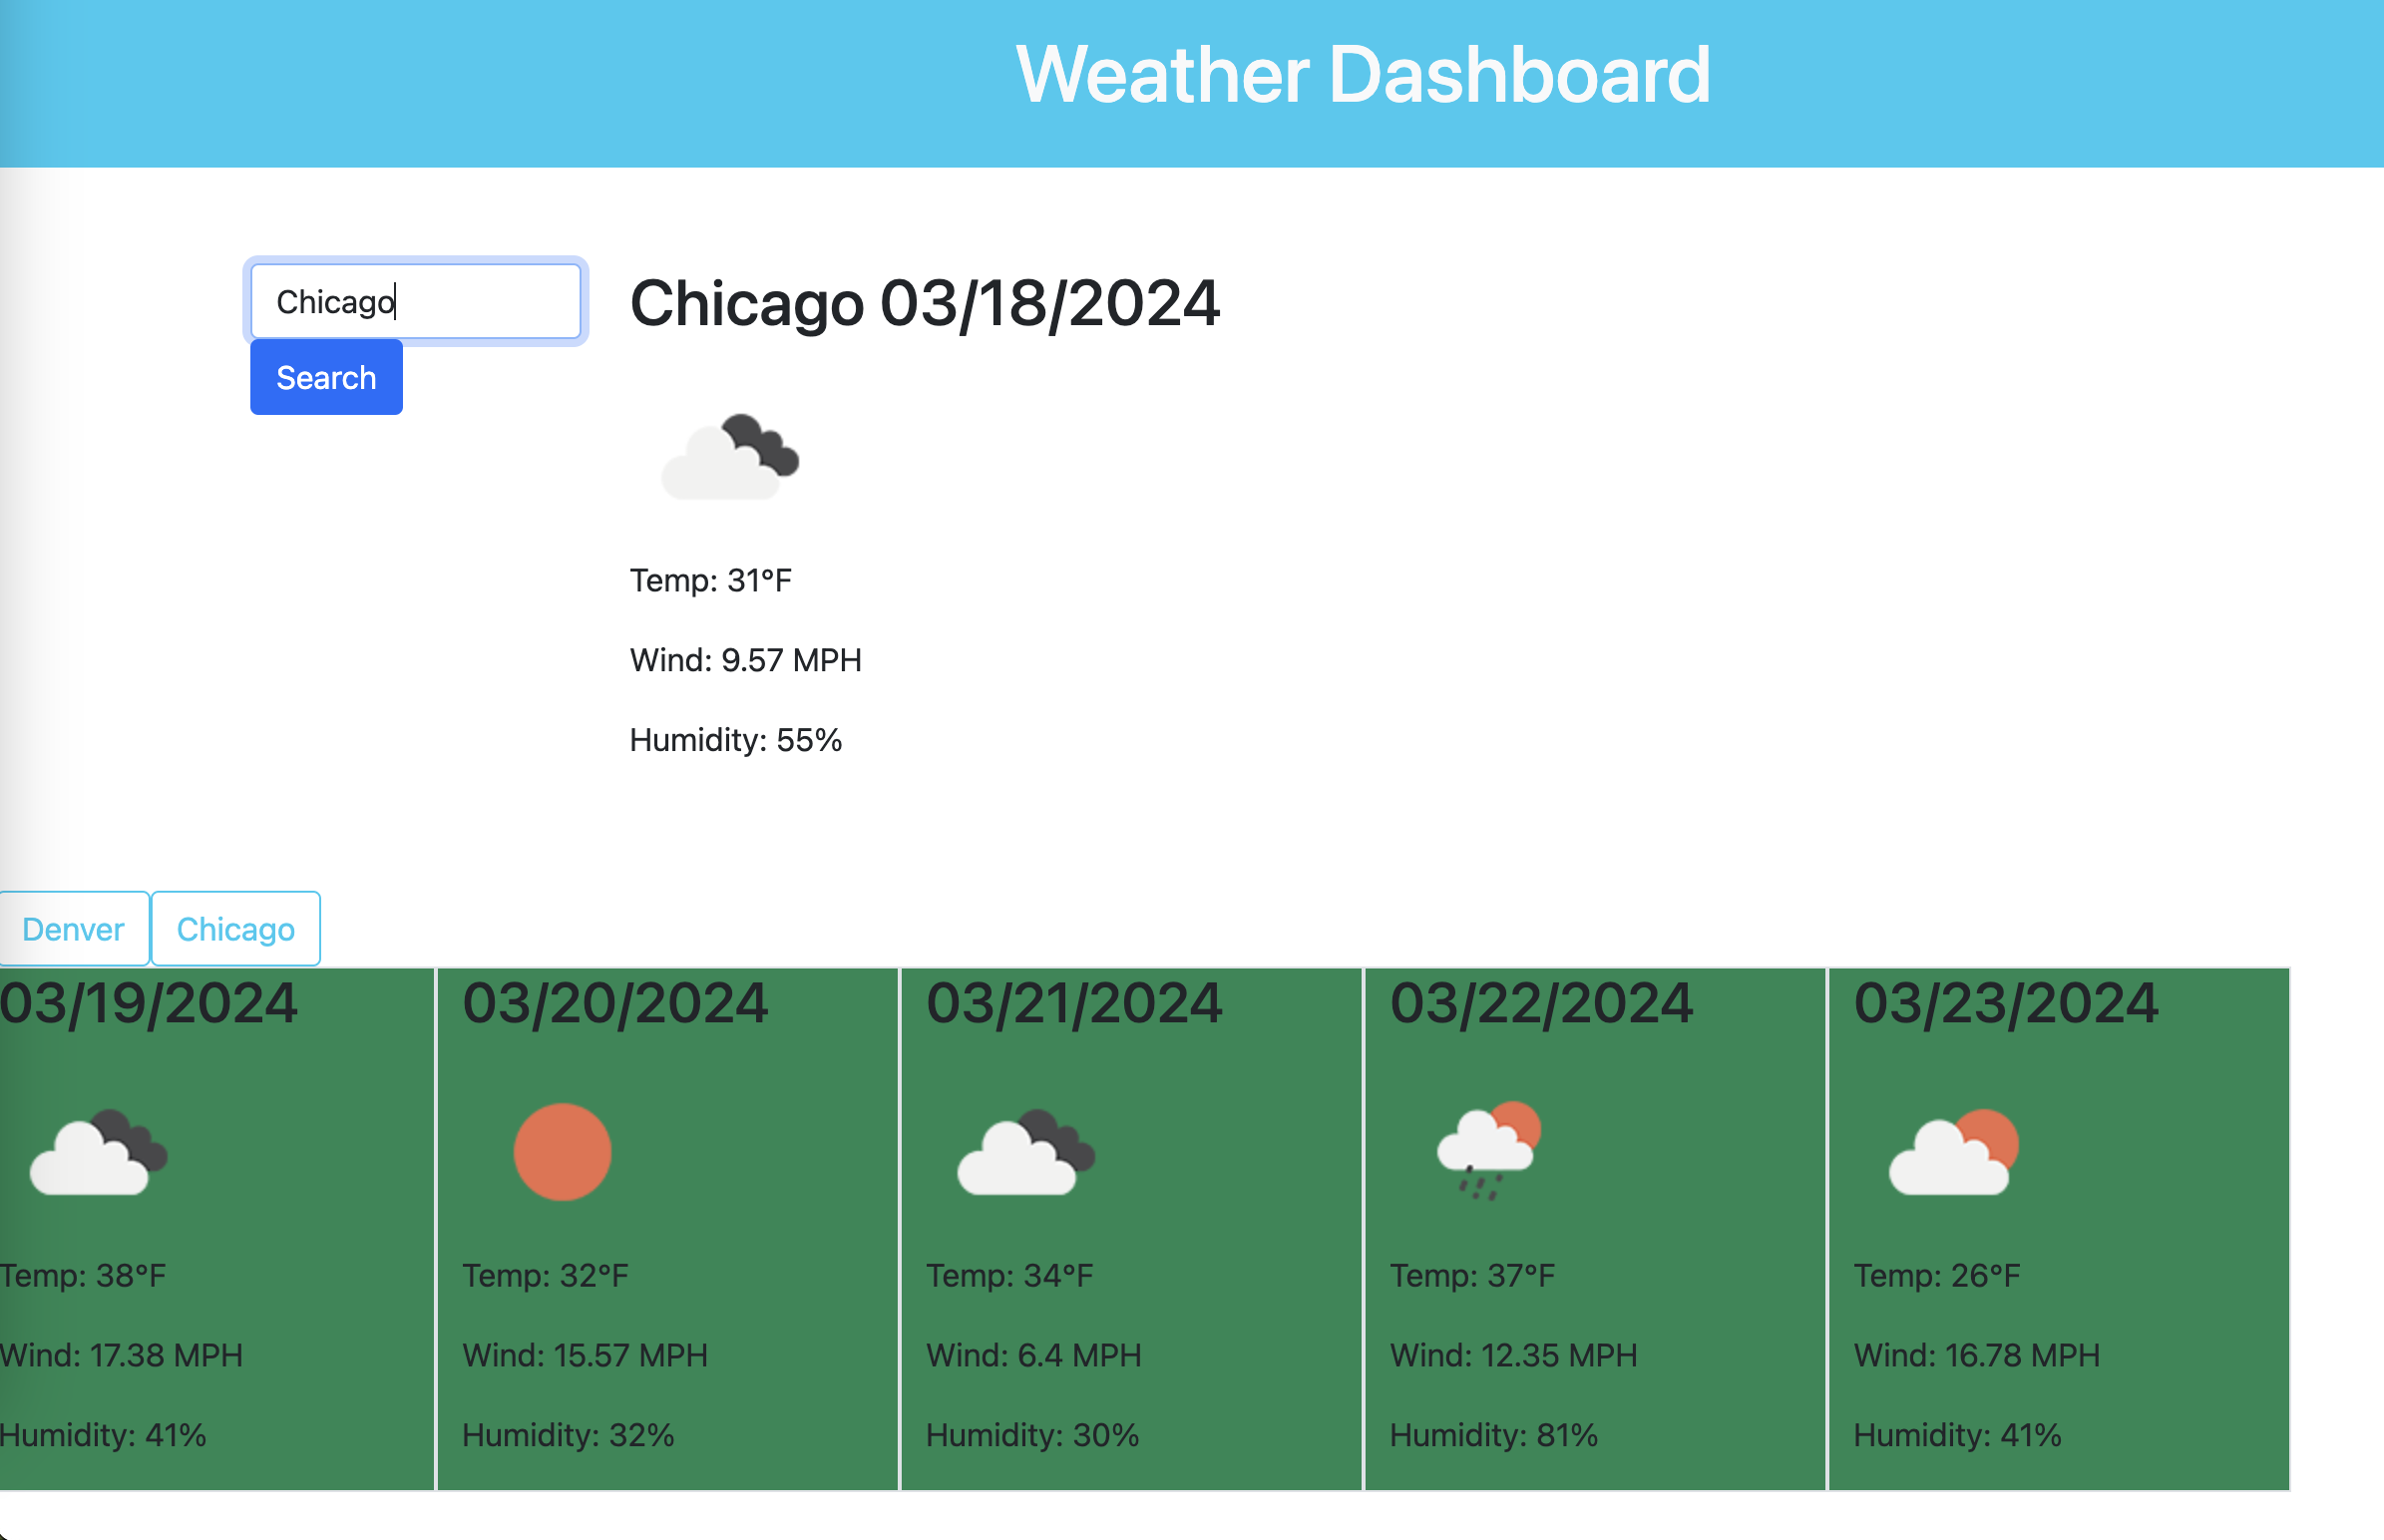 Weather Dashboard
Chicago
Search
Chicago 03/18/2024
Temp: 31°F
Wind: 9.57 MPH
Humidity: 55%
Denver
Chicago
03/19/2024
Temp: 38°F
Wind: 17.38 MPH
Humidity: 41%
03/20/2024
Temp: 32°F
Wind: 15.57 MPH
Humidity: 32%
03/21/2024
Temp: 34°F
Wind: 6.4 MPH
Humidity: 30%
03/22/2024
Temp: 37°F
Wind: 12.35 MPH
Humidity: 81%
03/23/2024
Temp: 26°F
Wind: 16.78 MPH
Humidity: 41%